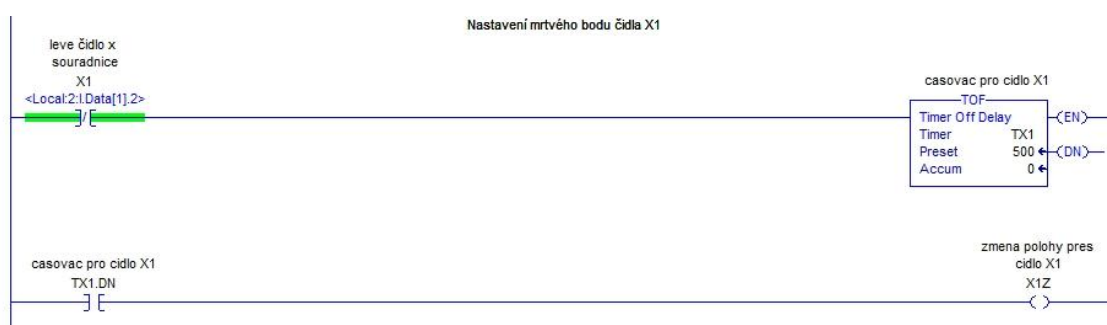 Nastavení mrtvého bodu čidla X1
leve čidlo x
souradnice
X1
<Local:2:I.Data[1].2>
casovac pro cidlo X1
TOF
Timer Off Delay
EN
Timer TX1
Preset 500
DN
Accum 0
casovac pro cidlo X1
TX1.DN
zmena polohy pres
cidlo X1
X1Z